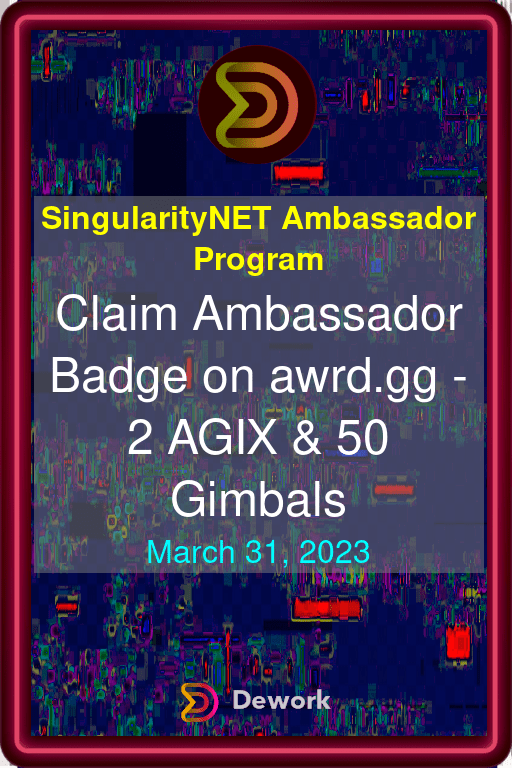 SingularityNET Ambassador
Program
Claim Ambassador
Badge on awrd.gg -
2 AGIX & 50
Gimbals
March 31, 2023
Dework